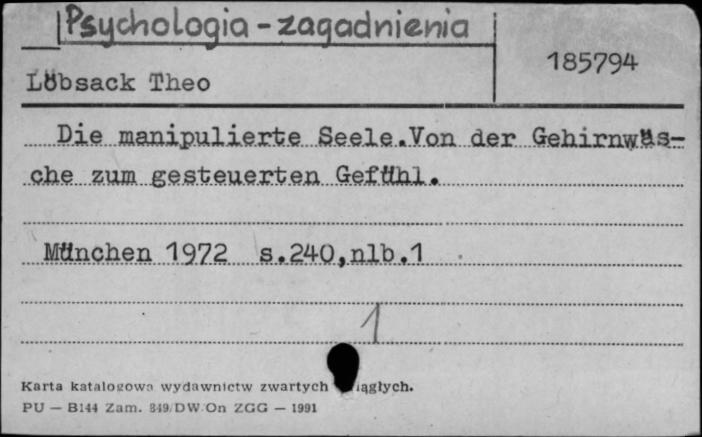 Psychologia - zagadnienia
185794
Löbsack Theo
Die manipulierte Seele.Von der Gehirnwäs-
che zum gesteuerten Gefühl.
München 1972 s.240,nlb.1
1
Karta katalogowa wydawnictw zwartych
PU — B144 Zam. 849/DW/On ZGG — 1991